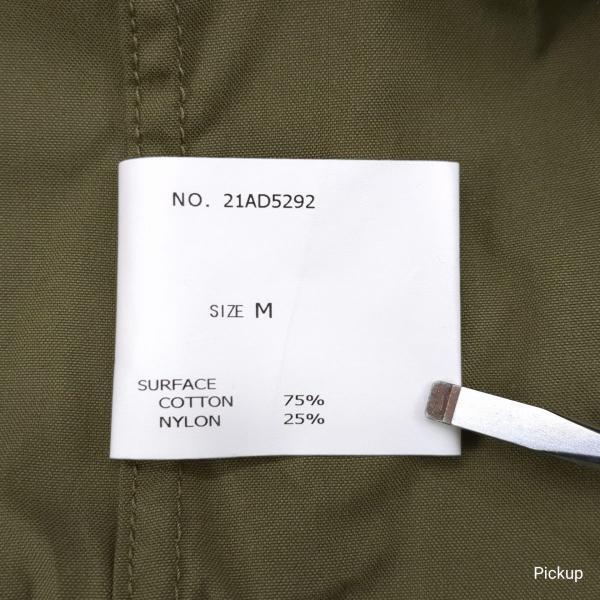 NO. 21AD5292
SIZE M
SURFACE
COTTON 75%
NYLON 25%
Pickup